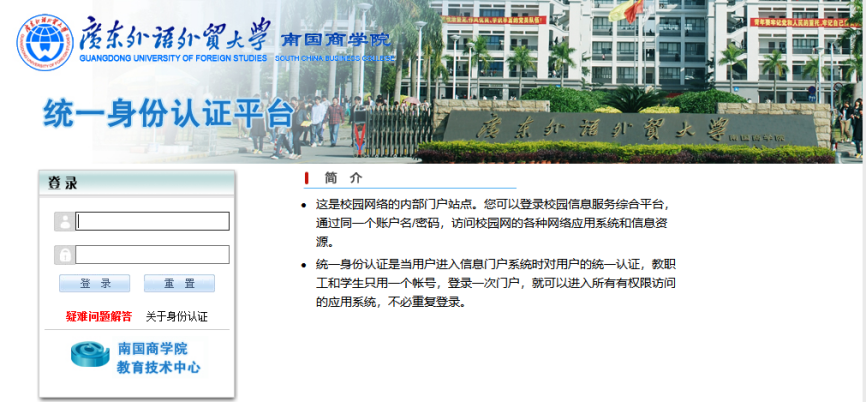 广东外语外贸大学 南国商学院
GUANGDONG UNIVERSITY OF FOREIGN STUDIES SOUTH CHINA BUSINESS COLLEGE
统一身份认证平台
广东外语外贸大学 南国商学院
登录
登 录 重 置
疑难问题解答 关于身份认证
南国商学院
教育技术中心
简 介
这是校园网络的内部门户站点。您可以登录校园信息服务综合平台，
通过同一个账户名/密码，访问校园网的各种网络应用系统和信息资
源。
统一身份认证是当用户进入信息门户系统时对用户的统一认证，教职
工和学生只用一个帐号，登录一次门户，就可以进入所有有权限访问
的应用系统，不必重复登录。